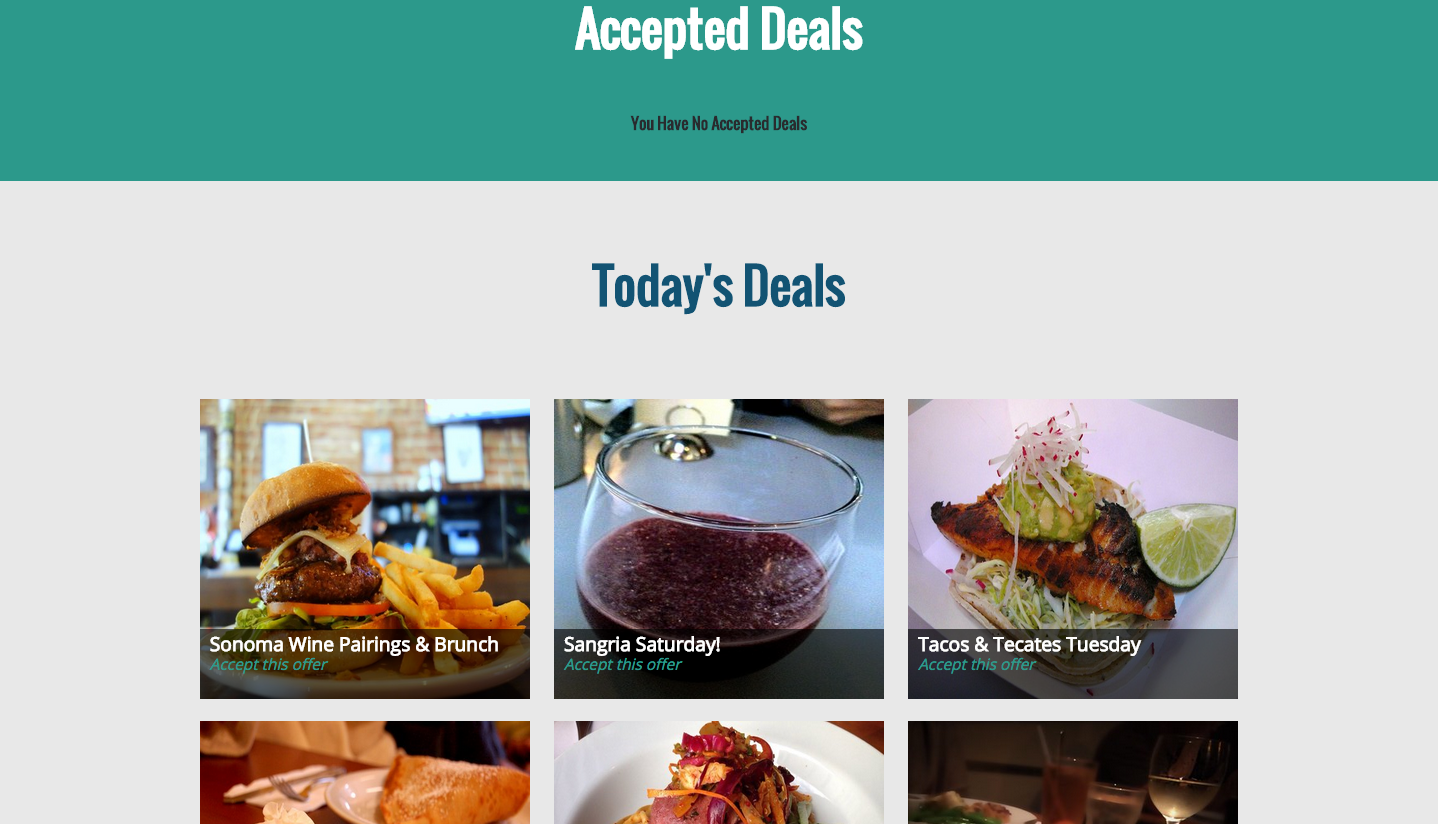 Accepted Deals
You Have No Accepted Deals
Today's Deals
Sonoma Wine Pairings & Brunch
Accept this offer
Sangria Saturday!
Accept this offer
Tacos & Tecates Tuesday
Accept this offer